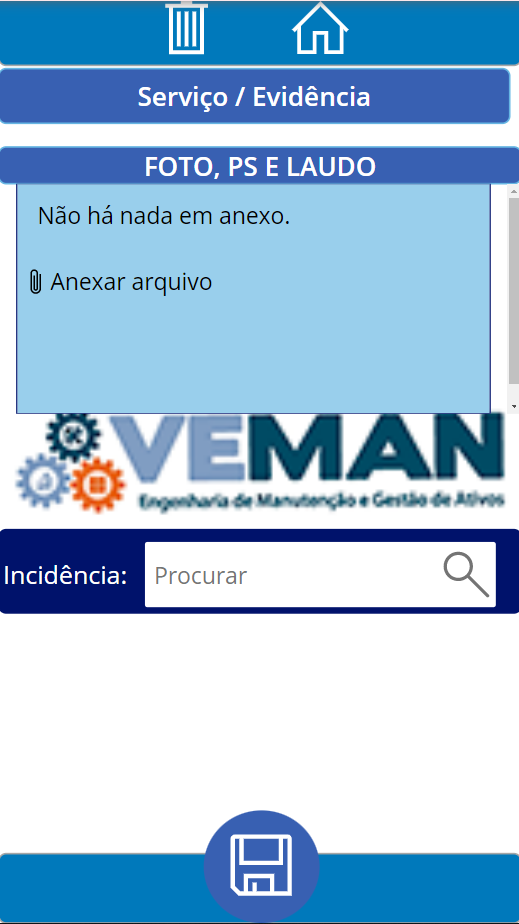 Serviço / Evidência
FOTO, PS E LAUDO
Não há nada em anexo.
Anexar arquivo
VEMAN
Engenharia de Manutenção e Gestão de Ativos
Incidência:
Procurar